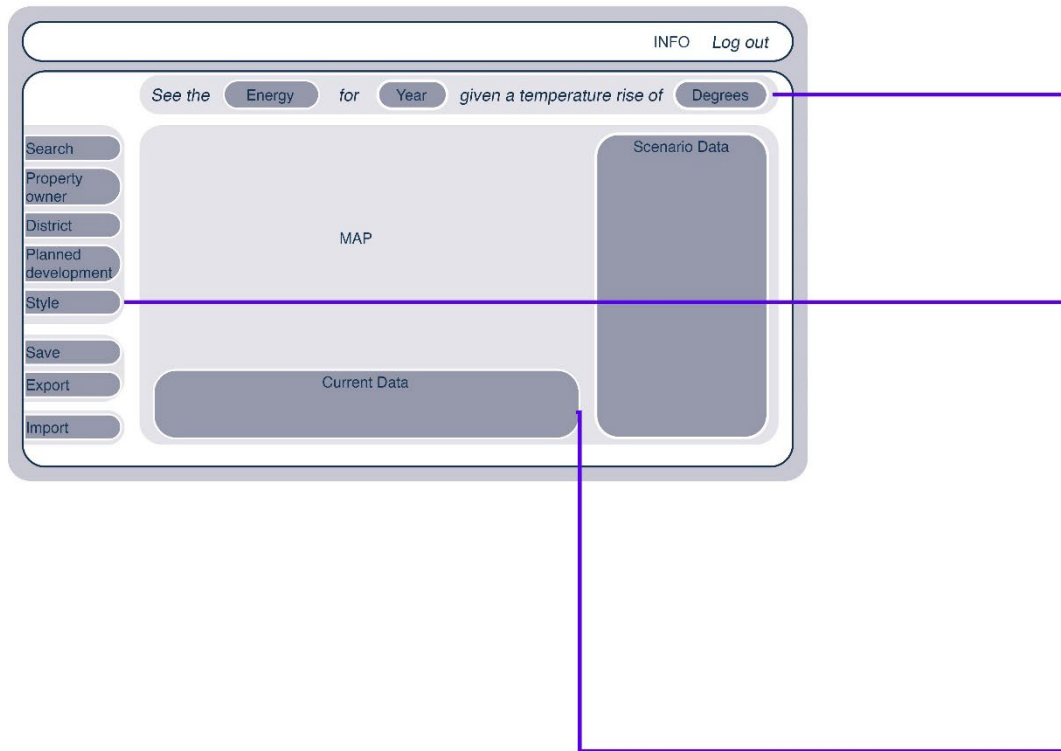 INFO Log out
See the Energy for Year given a temperature rise of Degrees
Search
Property
owner
District
Planned
development
Style
Save
Export
Import
MAP
Current Data
Scenario Data